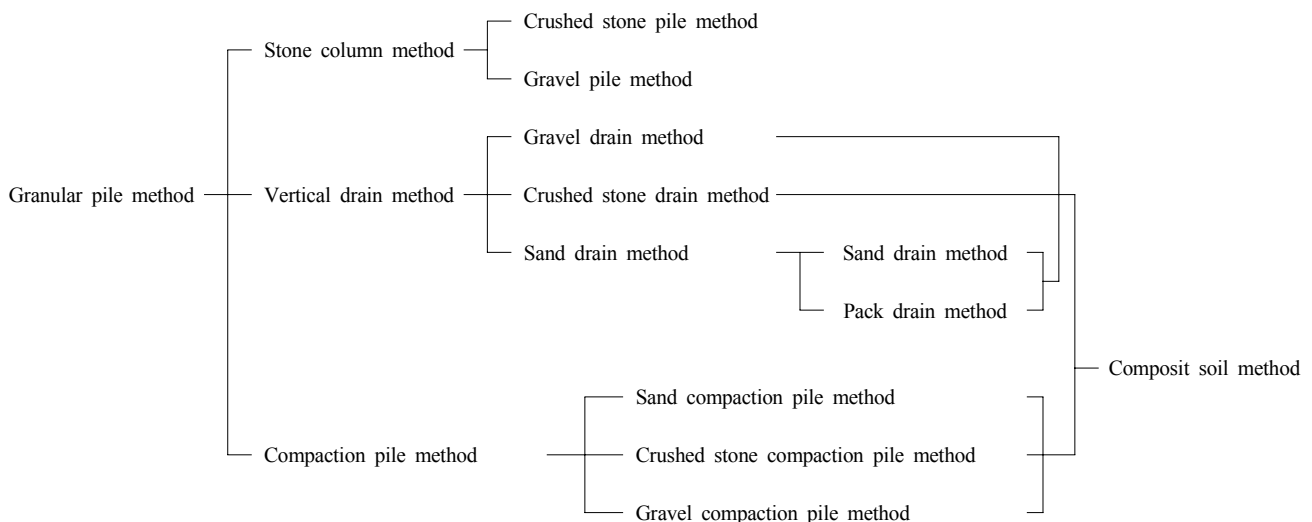 Crushed stone pile method
Stone column method
Gravel pile method
Gravel drain method
Granular pile method
Vertical drain method
Crushed stone drain method
Sand drain method
Sand drain method
Pack drain method
Composit soil method
Sand compaction pile method
Compaction pile method
Crushed stone compaction pile method
Gravel compaction pile method